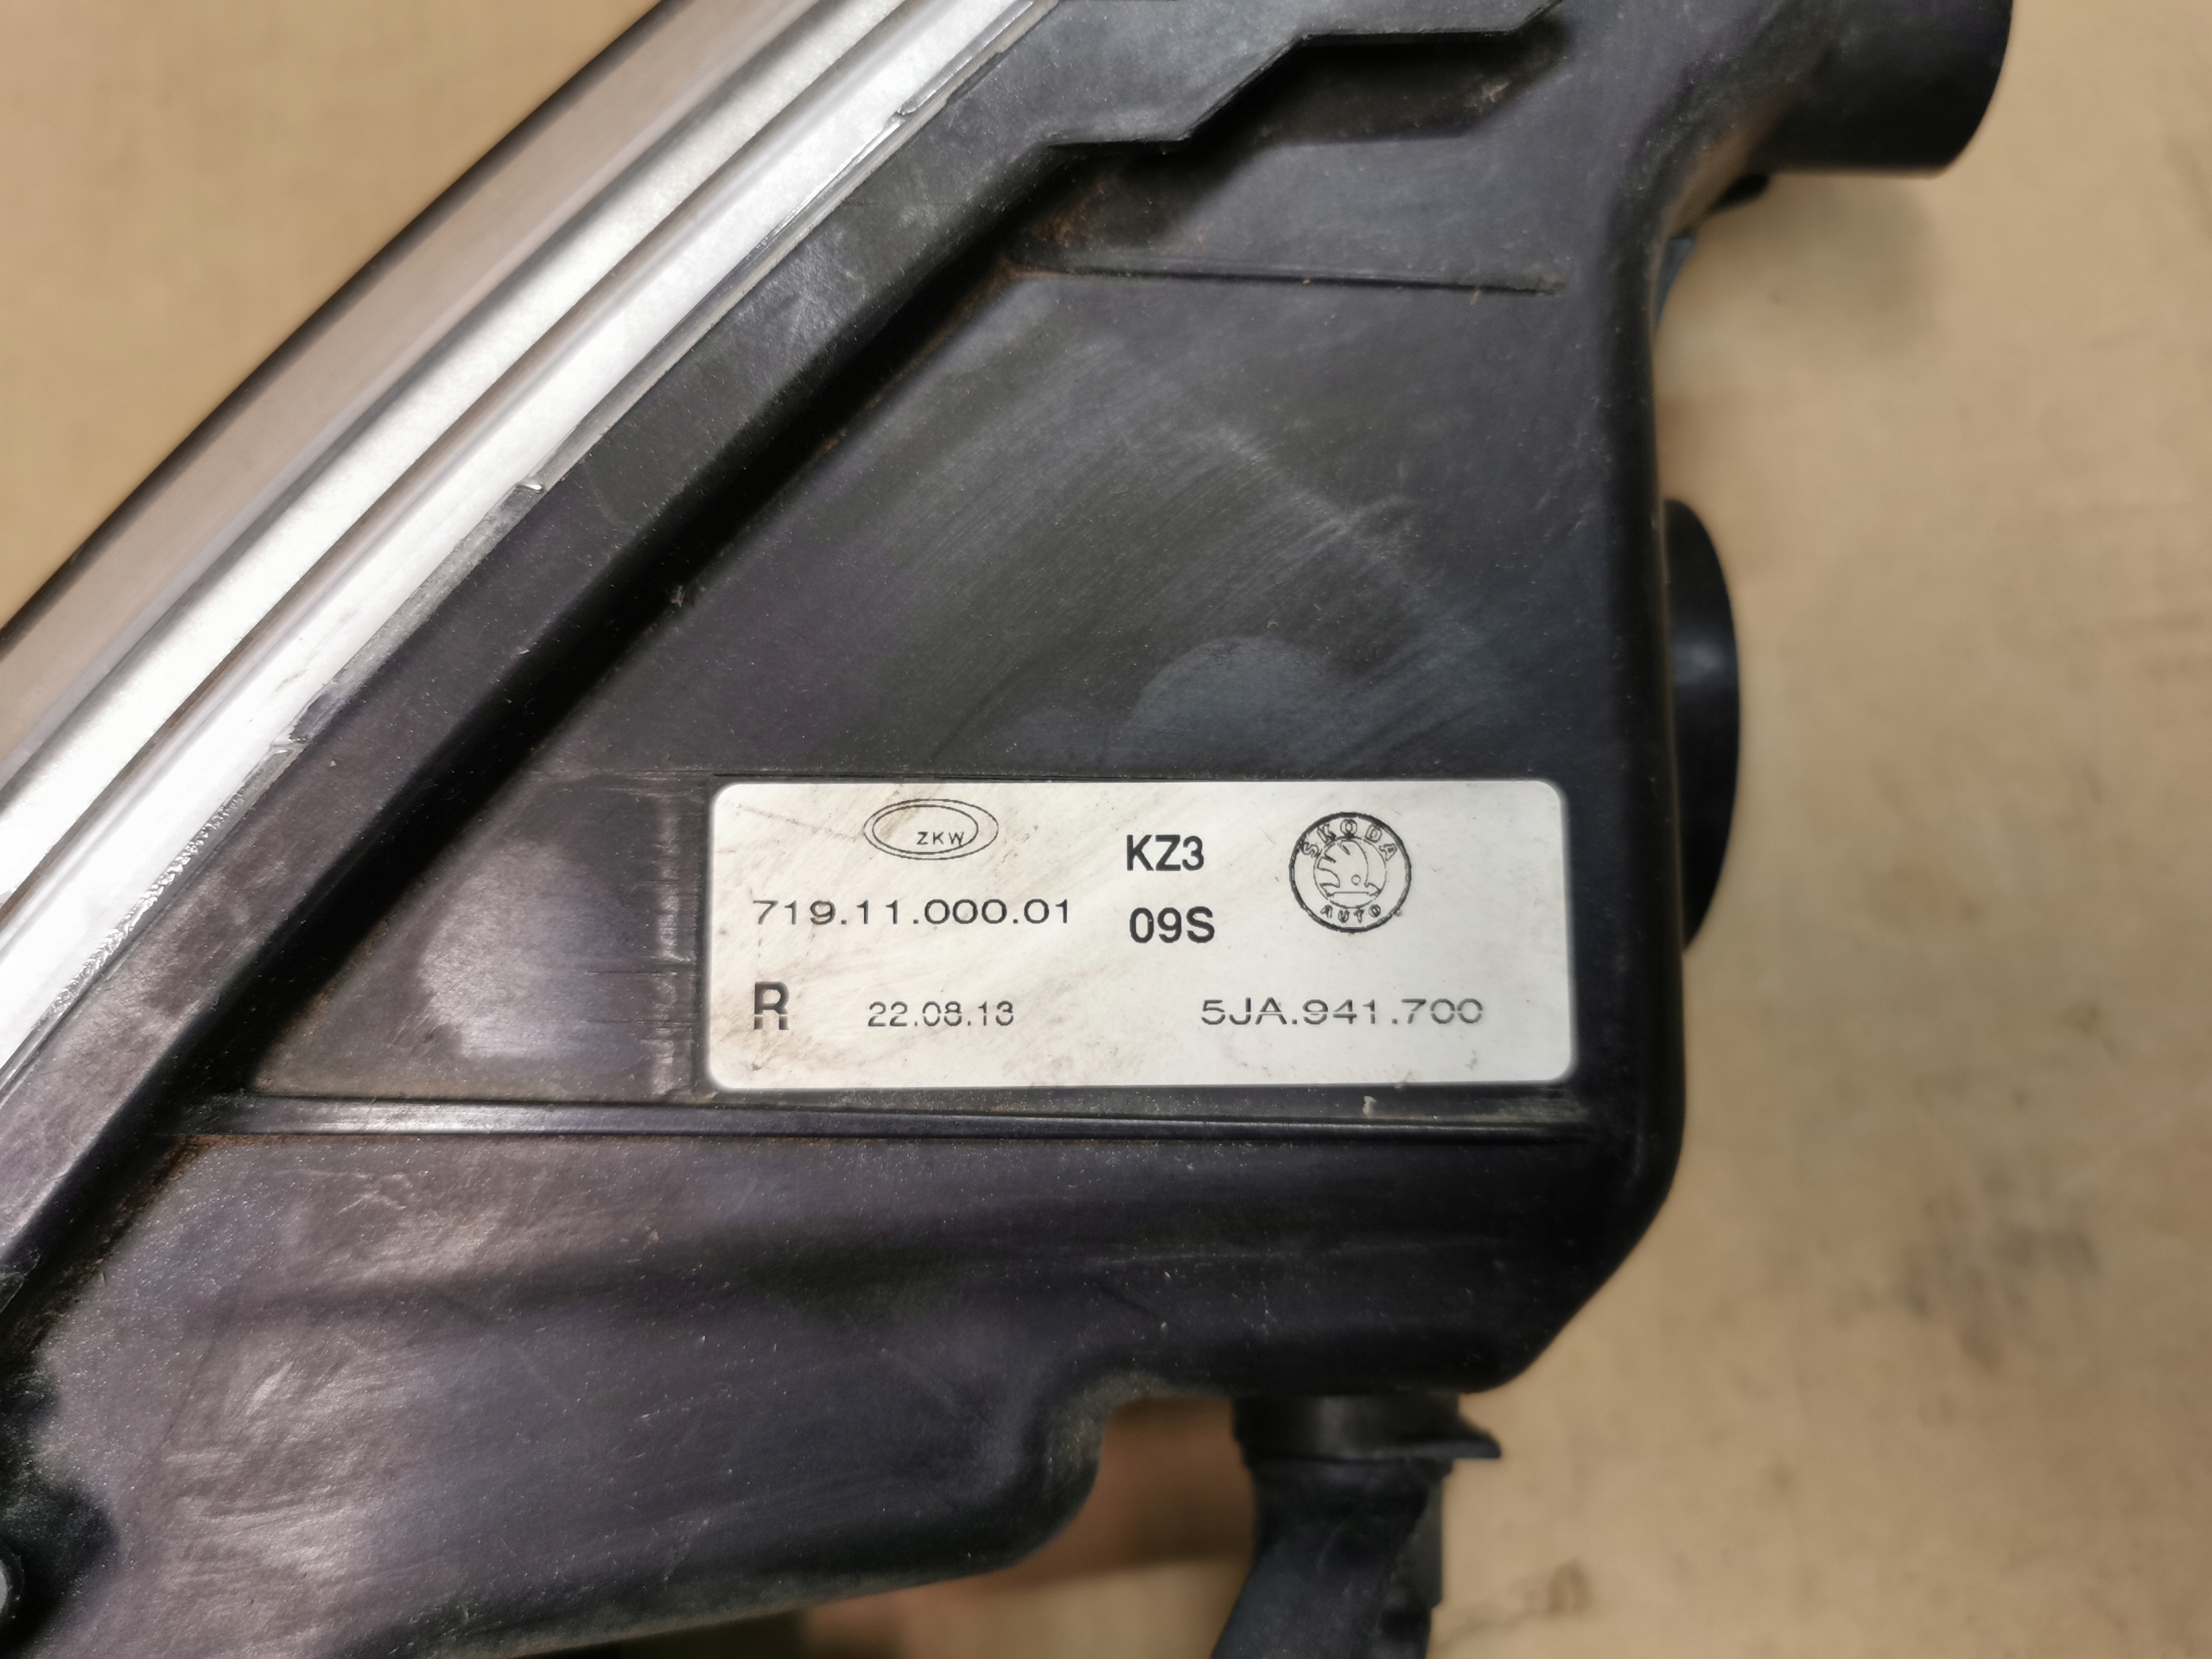 ZKW
KZ3
SKODA
AUTO
719.11.000.01
09S
R
22.08.13
5JA.941.700